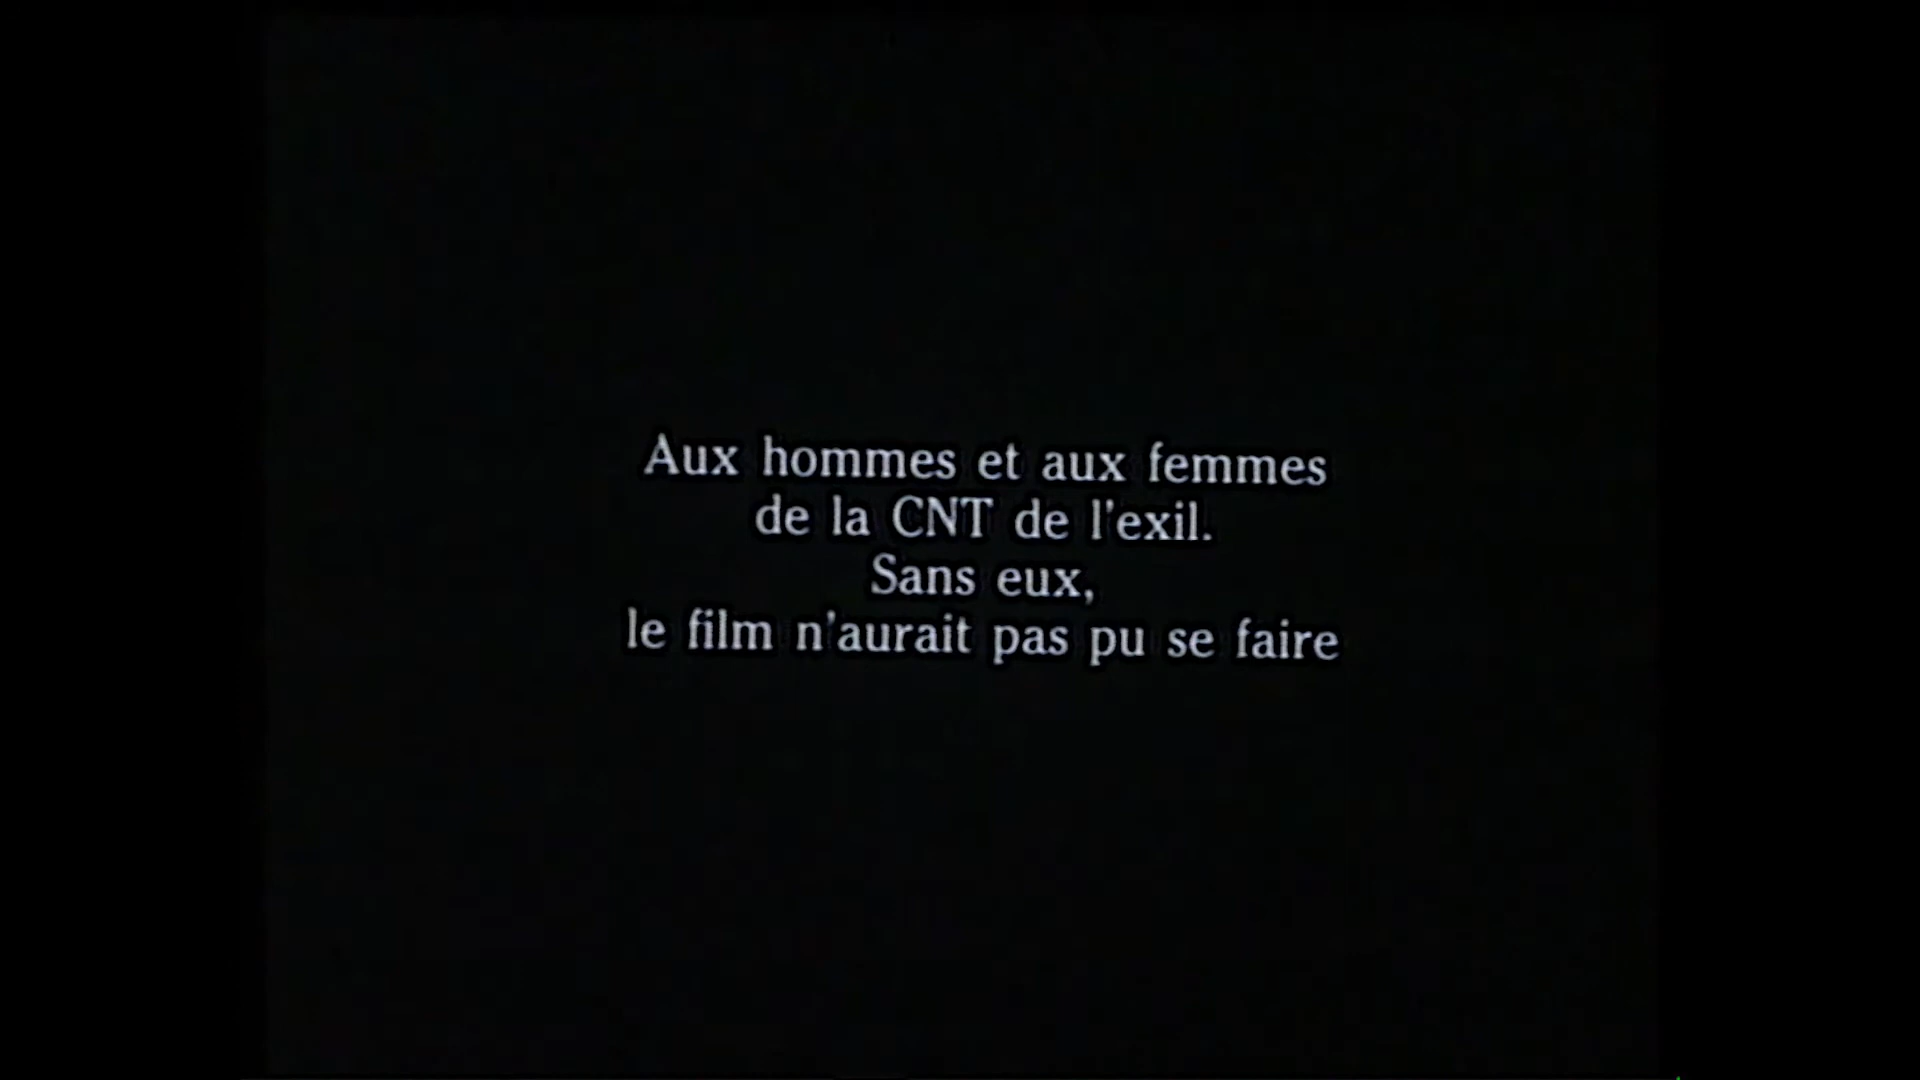 Aux hommes et aux femmes
de la CNT de l'exil.
Sans eux,
le film n'aurait pas pu se faire